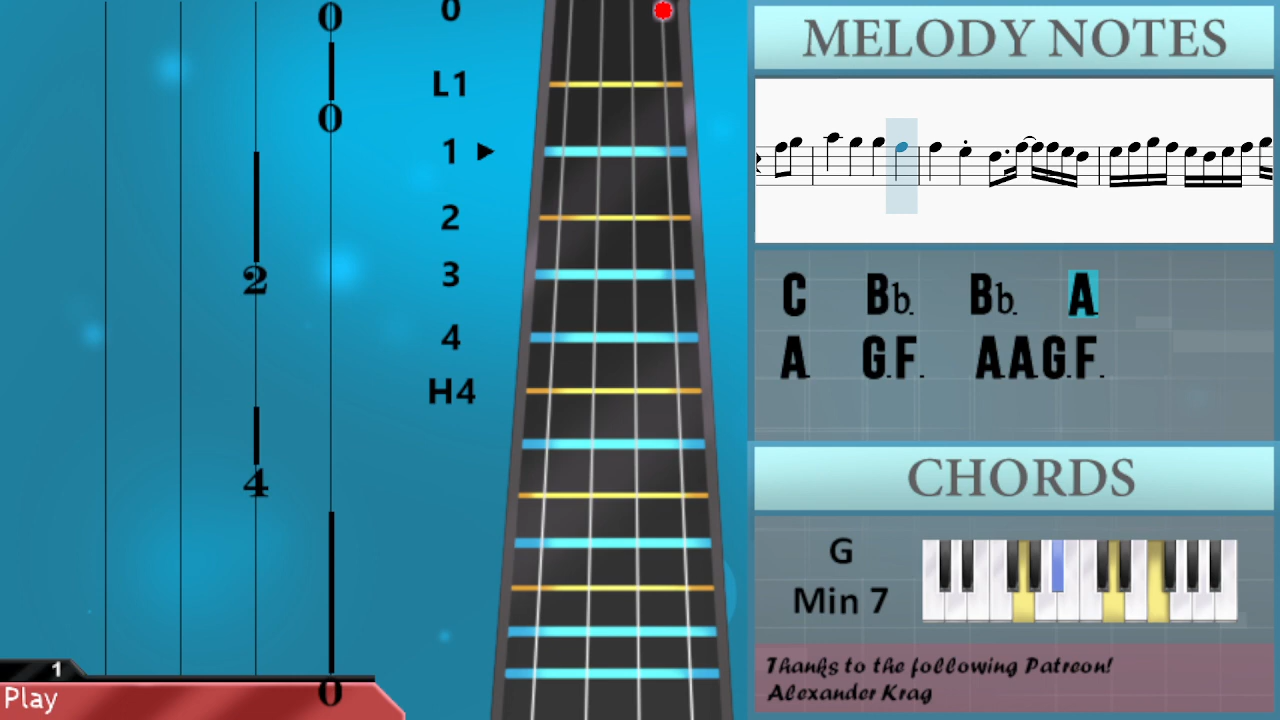 0
0
2
4
1
Play
0
0
L1
1
2
3
4
H4
MELODY NOTES
C Bb. Bb. A
A. G.F. A.A.G.F.
CHORDS
G
Min 7
Thanks to the following Patreon!
Alexander Krag